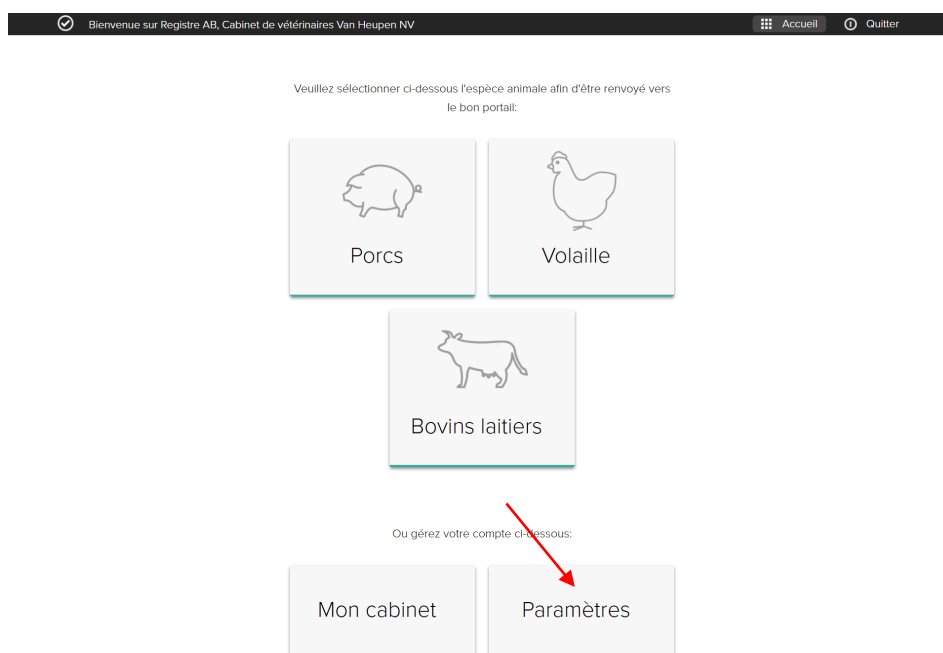 Bienvenue sur Registre AB, Cabinet de vétérinaires Van Heupen NV
Accueil
Quitter
Veuillez sélectionner ci-dessous l'espèce animale afin d'être renvoyé vers
le bon portail:
Porcs
Volaille
Bovins laitiers
Ou gérez votre compte ci-dessous:
Mon cabinet
Paramètres